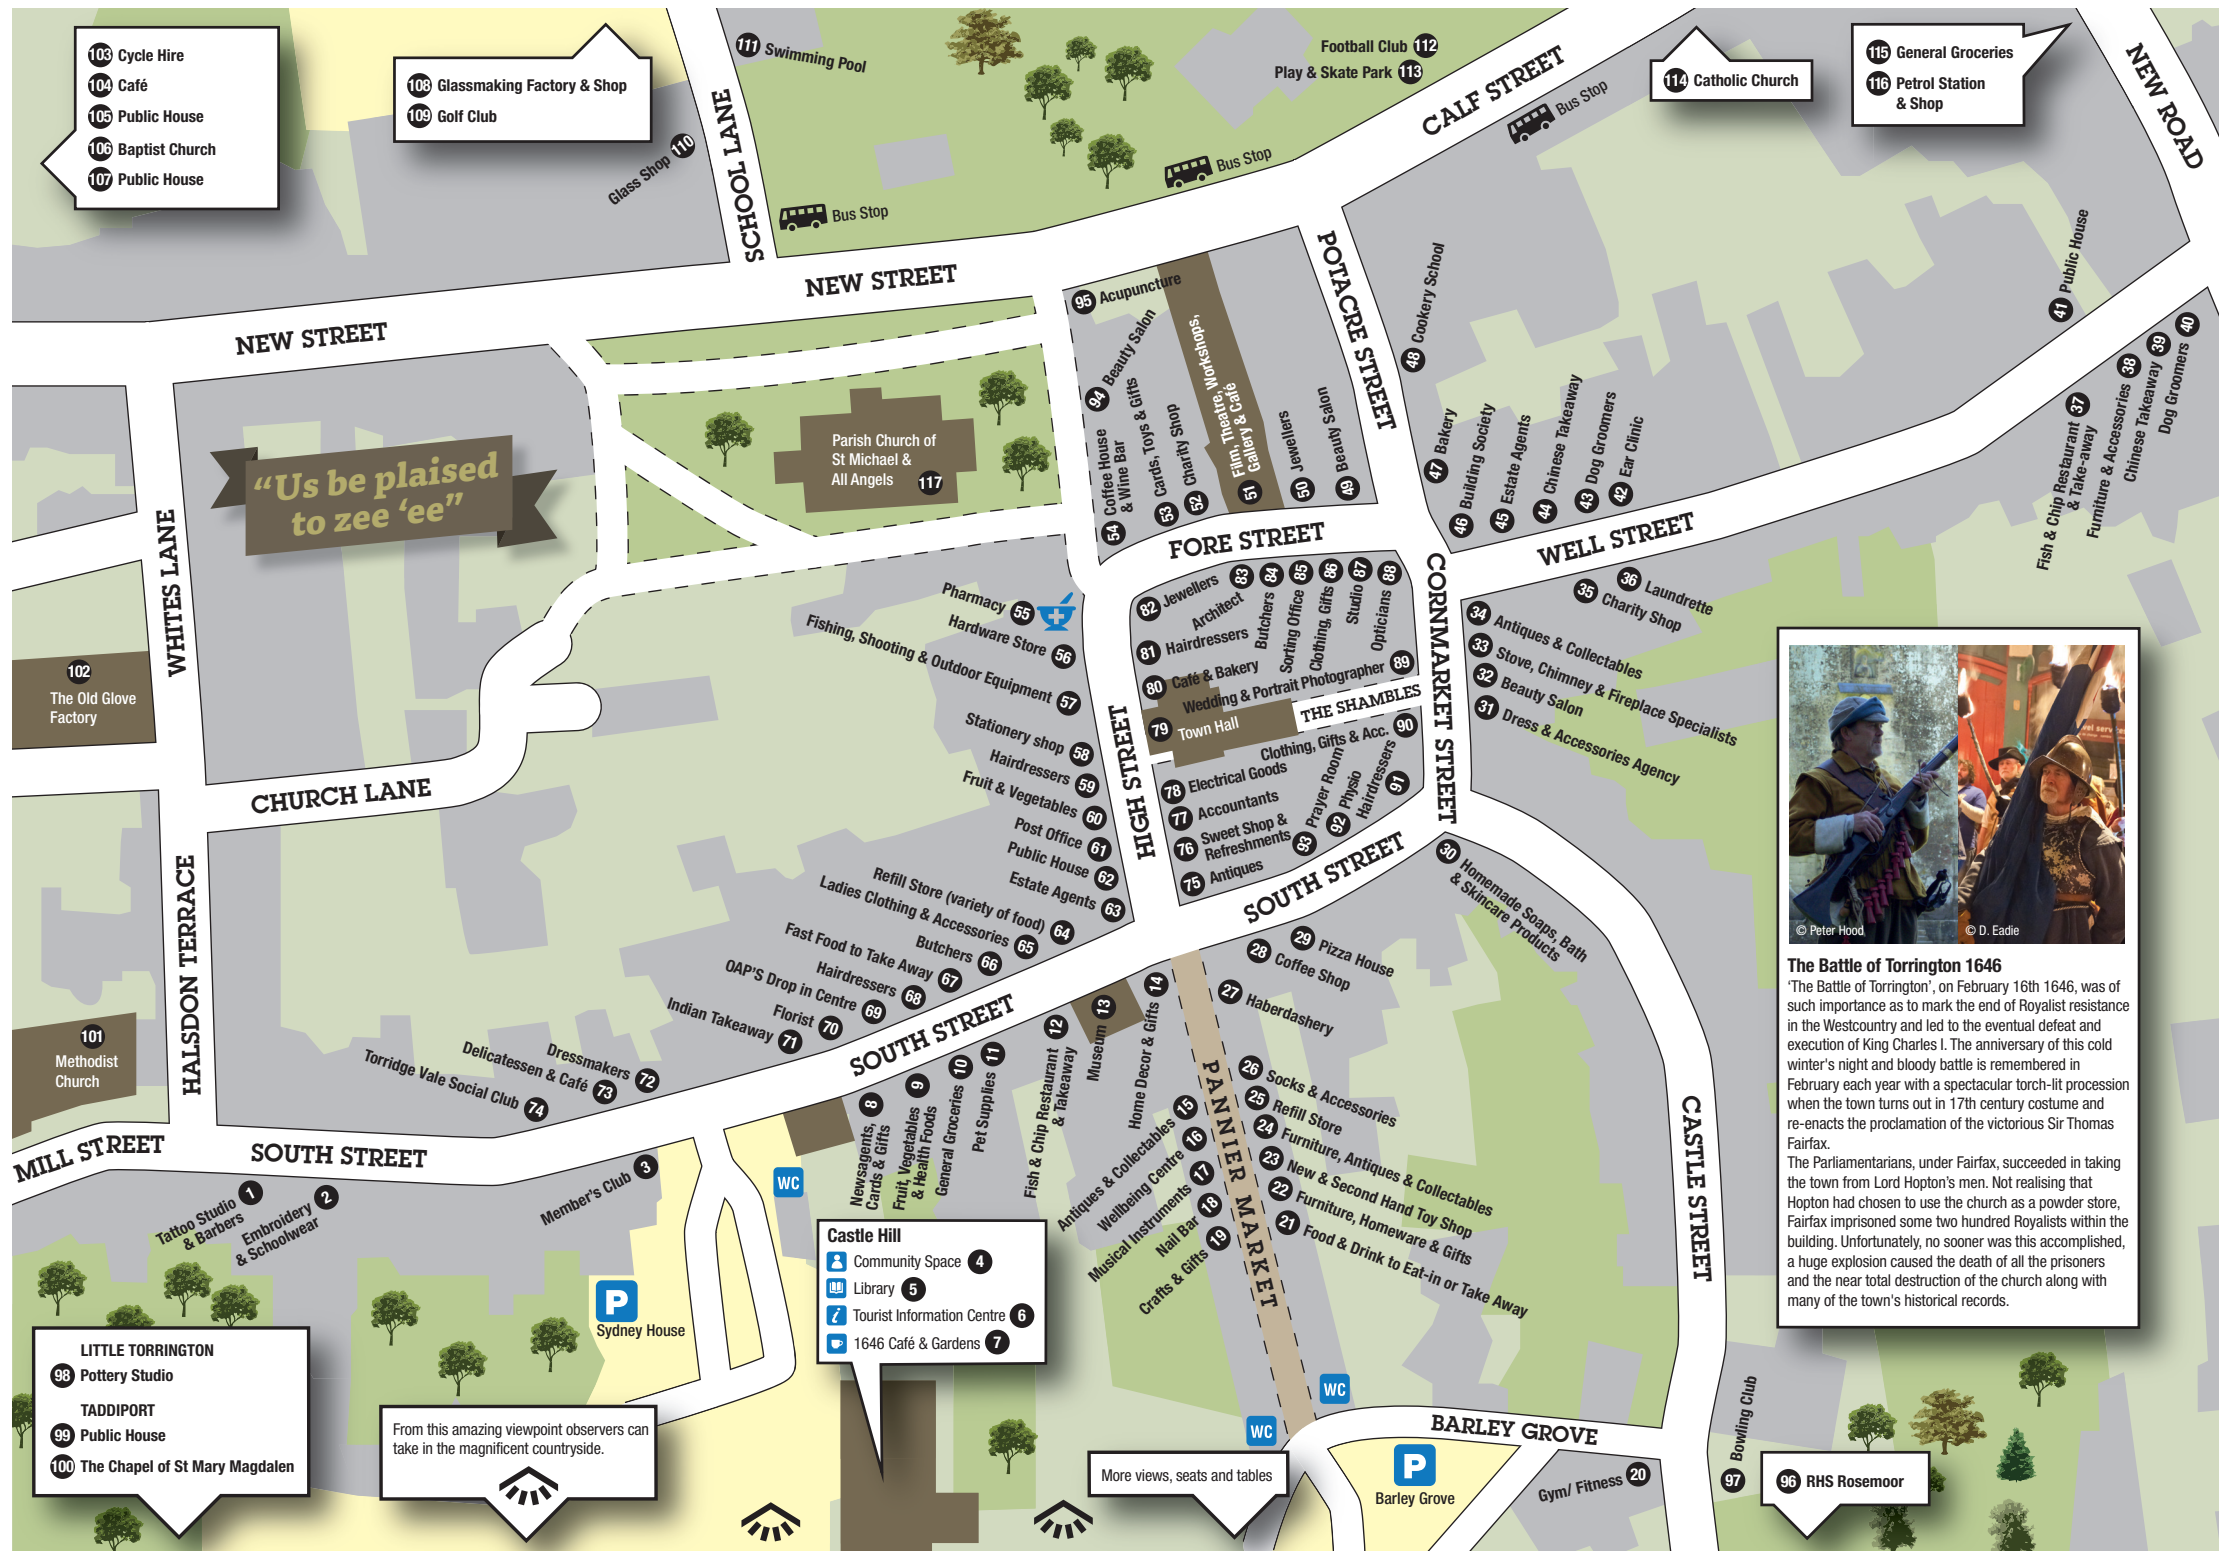 103 Cycle Hire
104 Café
105 Public House
106 Baptist Church
107 Public House
108 Glassmaking Factory & Shop
109 Golf Club
Glass Shop 110
SCHOOL LANE
111 Swimming Pool
Bus Stop
Bus Stop
Football Club 112
Play & Skate Park 113
CALF STREET
Bus Stop
114 Catholic Church
115 General Groceries
116 Petrol Station
& Shop
NEW ROAD
NEW STREET
NEW STREET
WHITES LANE
“Us be plaised
to zee ‘ee”
Parish Church of
St Michael &
All Angels 117
95 Acupuncture
94 Beauty Salon
54 Coffee House
& Wine Bar
53 Cards, Toys & Gifts
52 Charity Shop
51 Film, Theatre, Workshops,
Gallery & Café
50 Jewellers
49 Beauty Salon
POTACRE STREET
48 Cookery School
47 Bakery
46 Building Society
45 Estate Agents
44 Chinese Takeaway
43 Dog Groomers
42 Ear Clinic
41 Public House
Fish & Chip Restaurant 37
& Take-away
Furniture & Accessories 38
Chinese Takeaway 39
Dog Groomers 40
FORE STREET
WELL STREET
CORNMARKET STREET
36 Laundrette
35 Charity Shop
34 Antiques & Collectables
33 Stove, Chimney & Fireplace Specialists
32 Beauty Salon
31 Dress & Accessories Agency
82 Jewellers
Architect 83
Butchers 84
Sorting Office 85
Clothing, Gifts 86
Studio 87
Opticians 88
81 Hairdressers
80 Café & Bakery
Wedding & Portrait Photographer 89
79 Town Hall
THE SHAMBLES
Clothing, Gifts & Acc. 90
78 Electrical Goods
77 Accountants
76 Sweet Shop &
Refreshments
75 Antiques
93 Prayer Room
92 Physio
Hairdressers 91
HIGH STREET
Pharmacy 55
Hardware Store 56
Fishing, Shooting & Outdoor Equipment 57
Stationery shop 58
Hairdressers 59
Fruit & Vegetables 60
Post Office 61
Public House 62
Estate Agents 63
Refill Store (variety of food) 64
Ladies Clothing & Accessories 65
Butchers 66
Fast Food to Take Away 67
Hairdressers 68
OAP'S Drop in Centre 69
Florist 70
Indian Takeaway 71
Dressmakers 72
Delicatessen & Café 73
Torridge Vale Social Club 74
102
The Old Glove
Factory
CHURCH LANE
HALSDON TERRACE
101
Methodist
Church
MILL STREET
SOUTH STREET
SOUTH STREET
SOUTH STREET
30 Homemade Soaps, Bath
& Skincare Products
29 Pizza House
28 Coffee Shop
27 Haberdashery
Tattoo Studio 1
& Barbers
Embroidery 2
& Schoolwear
Member's Club 3
WC
P
Sydney House
Newsagents, 8
Cards & Gifts
Fruit, Vegetables 9
& Health Foods
General Groceries 10
Pet Supplies 11
Fish & Chip Restaurant 12
& Takeaway
Museum 13
Home Decor & Gifts 14
PANNIER MARKET
Antiques & Collectables 15
Wellbeing Centre 16
Musical Instruments 17
Nail Bar 18
Crafts & Gifts 19
26 Socks & Accessories
25 Refill Store
24 Furniture, Antiques & Collectables
23 New & Second Hand Toy Shop
22 Furniture, Homeware & Gifts
21 Food & Drink to Eat-in or Take Away
Castle Hill
Community Space 4
Library 5
i Tourist Information Centre 6
1646 Café & Gardens 7
LITTLE TORRINGTON
98 Pottery Studio
TADDIPORT
99 Public House
100 The Chapel of St Mary Magdalen
From this amazing viewpoint observers can
take in the magnificent countryside.
More views, seats and tables
WC
WC
BARLEY GROVE
P
Barley Grove
Gym/ Fitness 20
CASTLE STREET
97 Bowling Club
96 RHS Rosemoor
© Peter Hood
© D. Eadie
The Battle of Torrington 1646
‘The Battle of Torrington’, on February 16th 1646, was of
such importance as to mark the end of Royalist resistance
in the Westcountry and led to the eventual defeat and
execution of King Charles I. The anniversary of this cold
winter's night and bloody battle is remembered in
February each year with a spectacular torch-lit procession
when the town turns out in 17th century costume and
re-enacts the proclamation of the victorious Sir Thomas
Fairfax.
The Parliamentarians, under Fairfax, succeeded in taking
the town from Lord Hopton's men. Not realising that
Hopton had chosen to use the church as a powder store,
Fairfax imprisoned some two hundred Royalists within the
building. Unfortunately, no sooner was this accomplished,
a huge explosion caused the death of all the prisoners
and the near total destruction of the church along with
many of the town's historical records.